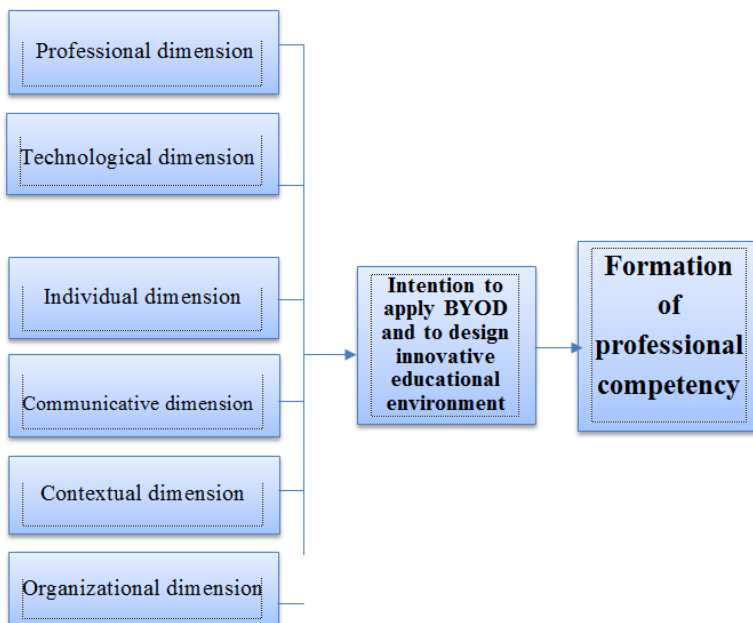 Professional dimension
Technological dimension
Individual dimension
Communicative dimension
Contextual dimension
Organizational dimension
Intention to
apply BYOD
and to design
innovative
educational
environment
Formation
of
professional
competency